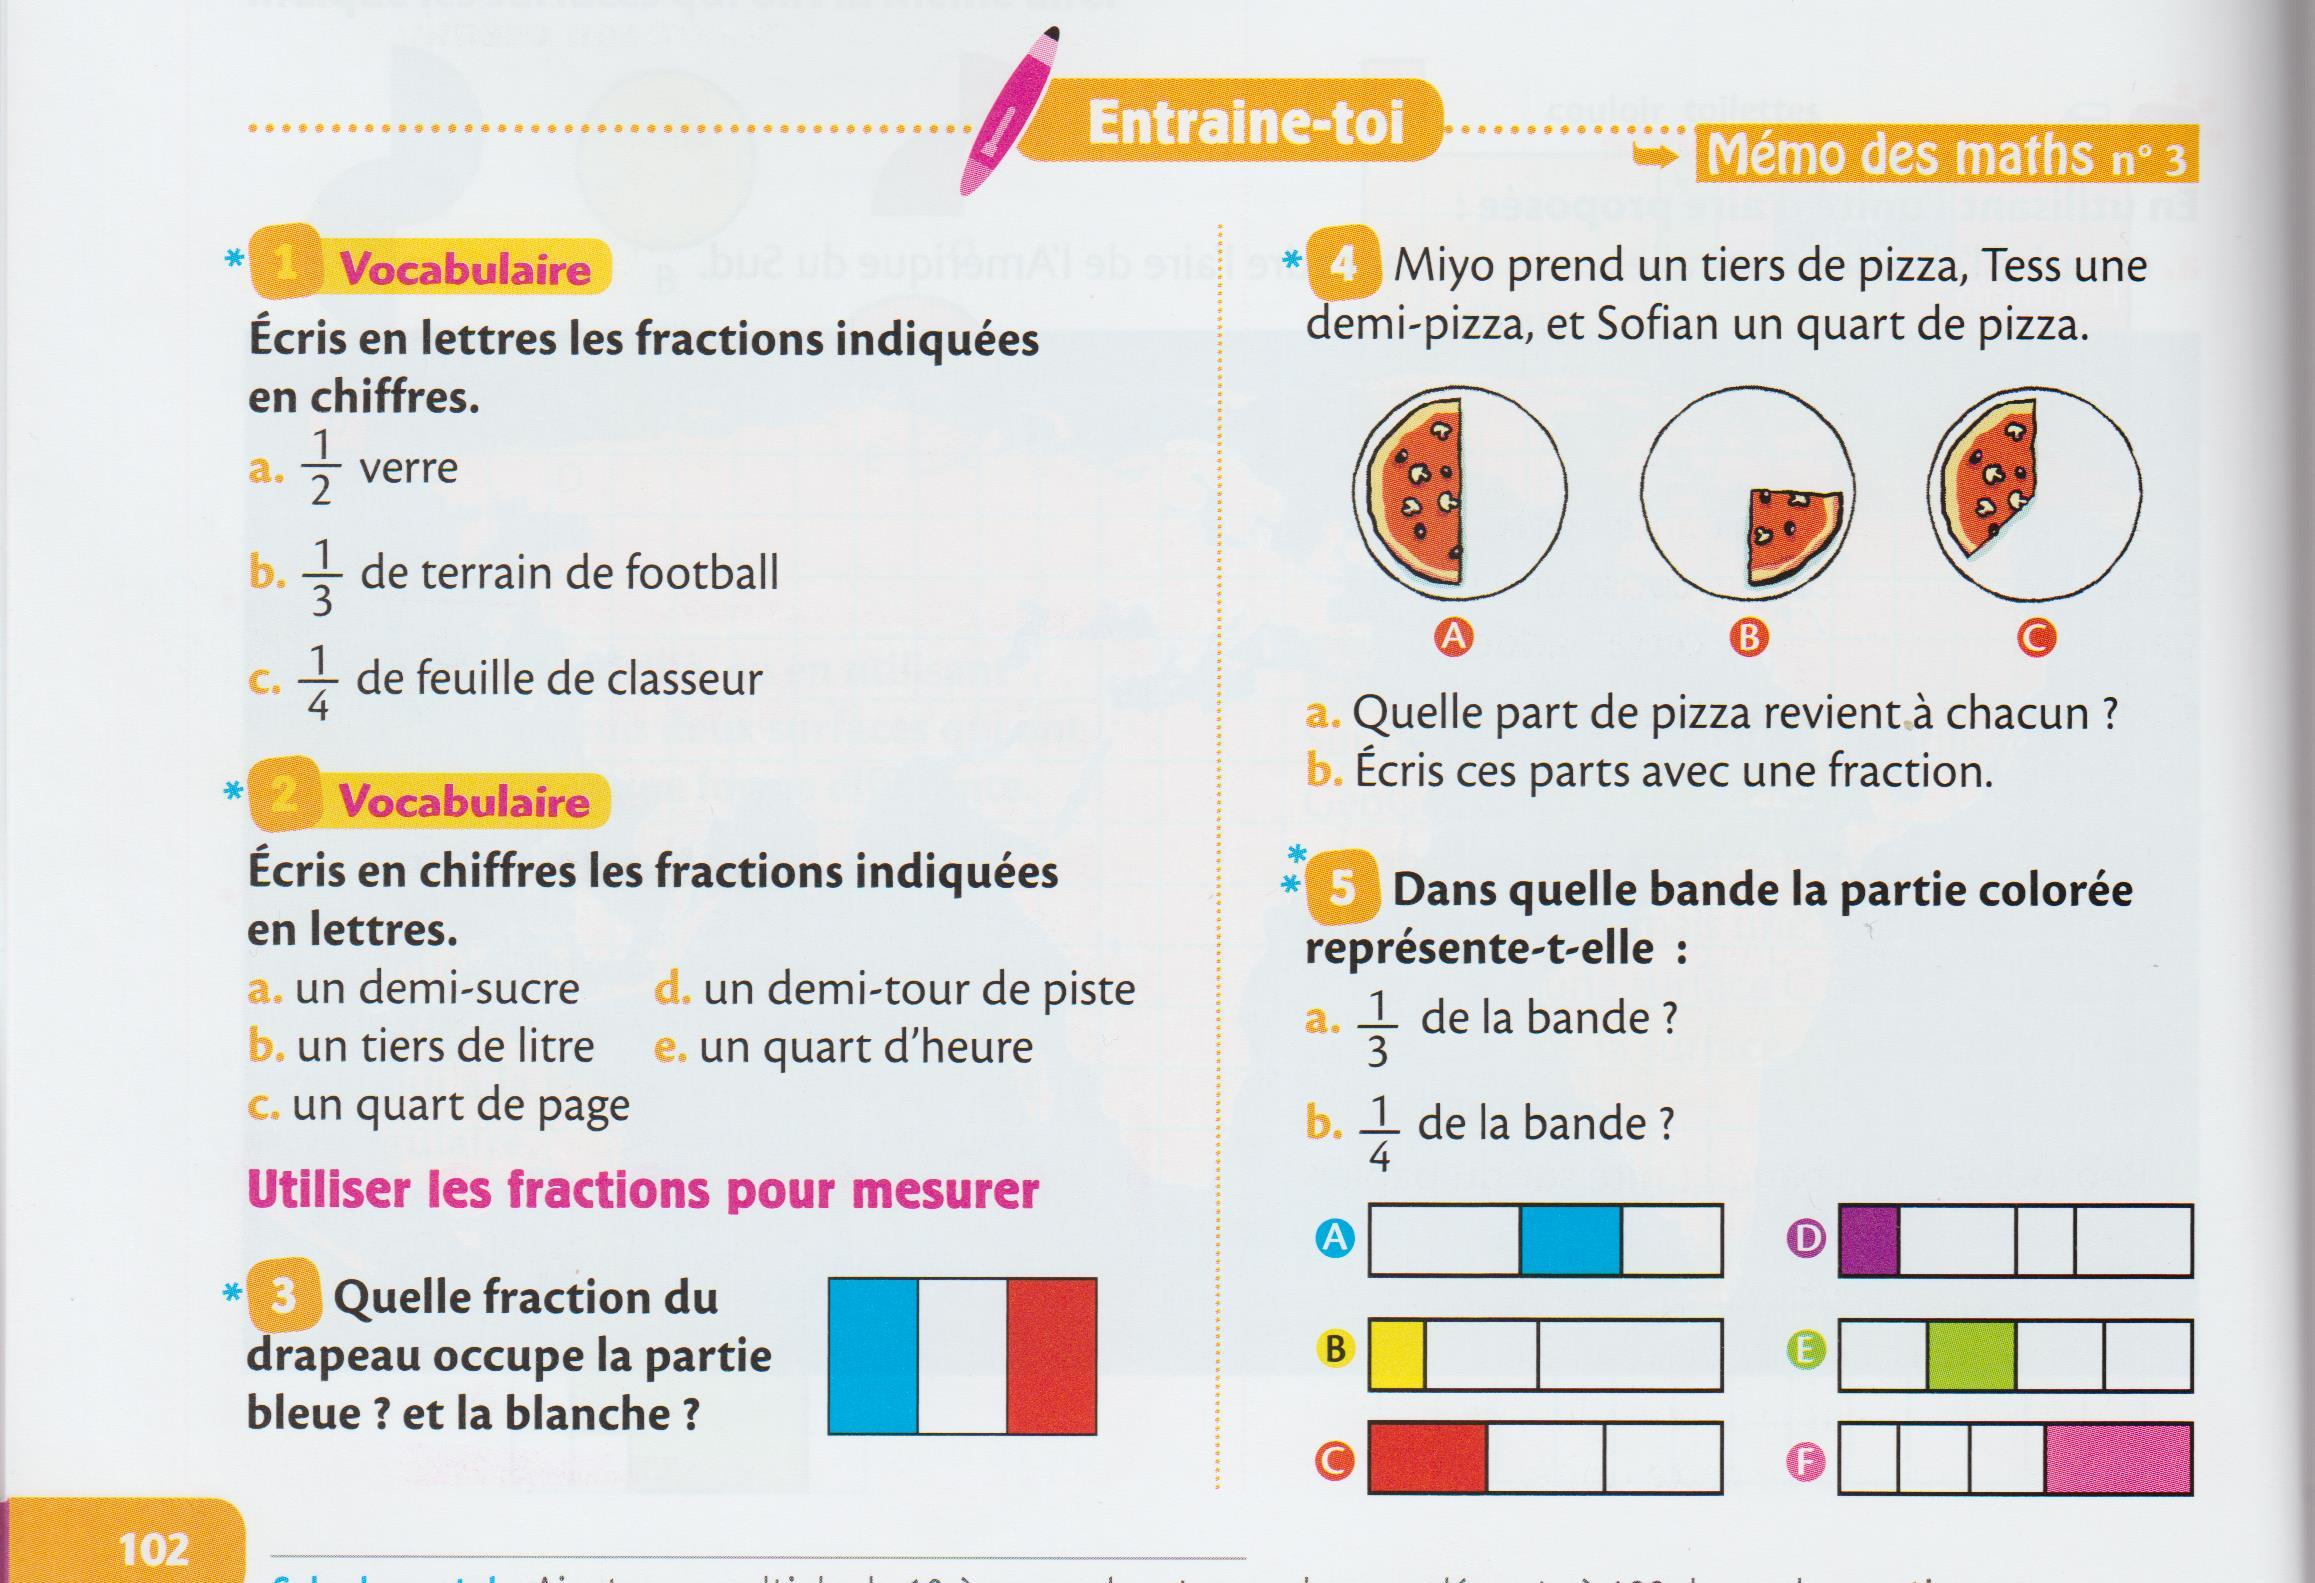 Entraine-toi
Mémo des maths n° 3
* 1 Vocabulaire
Écris en lettres les fractions indiquées
en chiffres.
a. 1/2 verre
b. 1/3 de terrain de football
c. 1/4 de feuille de classeur
* 2 Vocabulaire
Écris en chiffres les fractions indiquées
en lettres.
a. un demi-sucre d. un demi-tour de piste
b. un tiers de litre e. un quart d'heure
c. un quart de page
Utiliser les fractions pour mesurer
* 3 Quelle fraction du
drapeau occupe la partie
bleue ? et la blanche ?
* 4 Miyo prend un tiers de pizza, Tess une
demi-pizza, et Sofian un quart de pizza.
A B C
a. Quelle part de pizza revient à chacun ?
b. Écris ces parts avec une fraction.
* * 5 Dans quelle bande la partie colorée
représente-t-elle :
a. 1/3 de la bande ?
b. 1/4 de la bande ?
A D
B E
C F
102